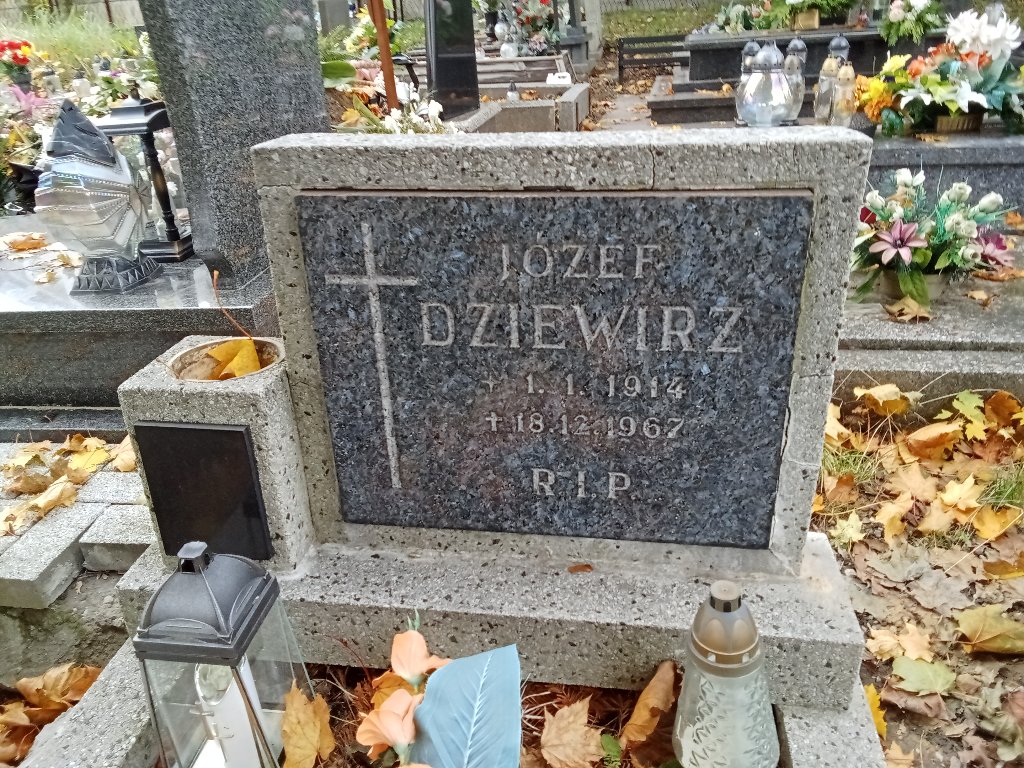 JÓZEF
DZIEWIRZ
+ 1. 1. 1914
+ 18.12.1967
R.I.P.